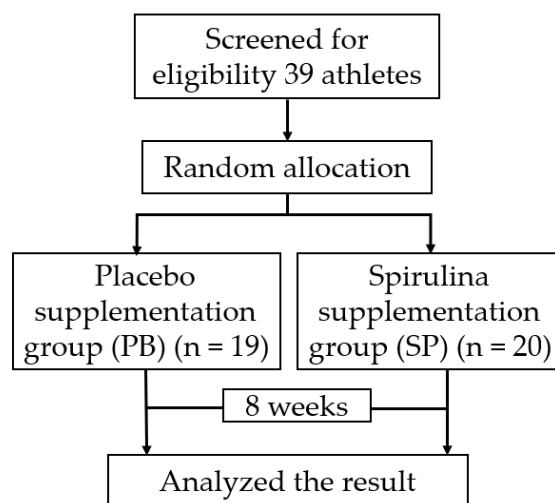 Screened for
eligibility 39 athletes
Random allocation
Placebo
supplementation
group (PB) (n = 19)
Spirulina
supplementation
group (SP) (n = 20)
8 weeks
Analyzed the result